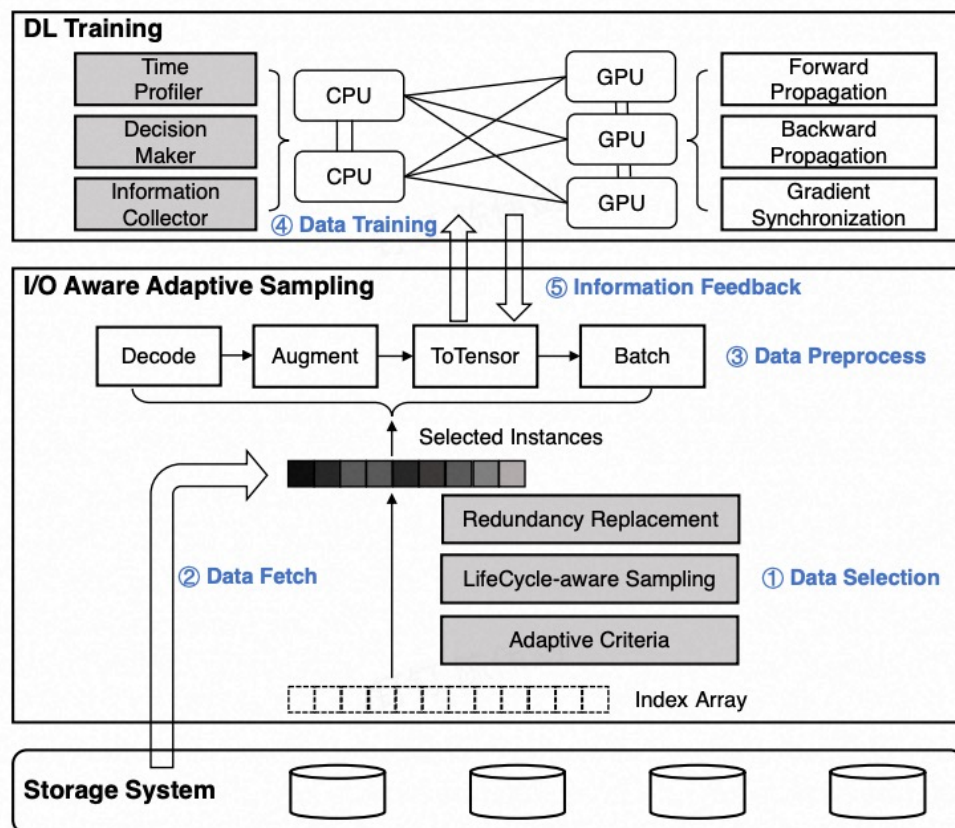 DL Training
Time
Profiler
Decision
Maker
Information
Collector
CPU
CPU
GPU
GPU
GPU
Forward
Propagation
Backward
Propagation
Gradient
Synchronization
④ Data Training
I/O Aware Adaptive Sampling
⑤ Information Feedback
Decode
Augment
ToTensor
Batch
③ Data Preprocess
Selected Instances
Redundancy Replacement
② Data Fetch
LifeCycle-aware Sampling
① Data Selection
Adaptive Criteria
Index Array
Storage System